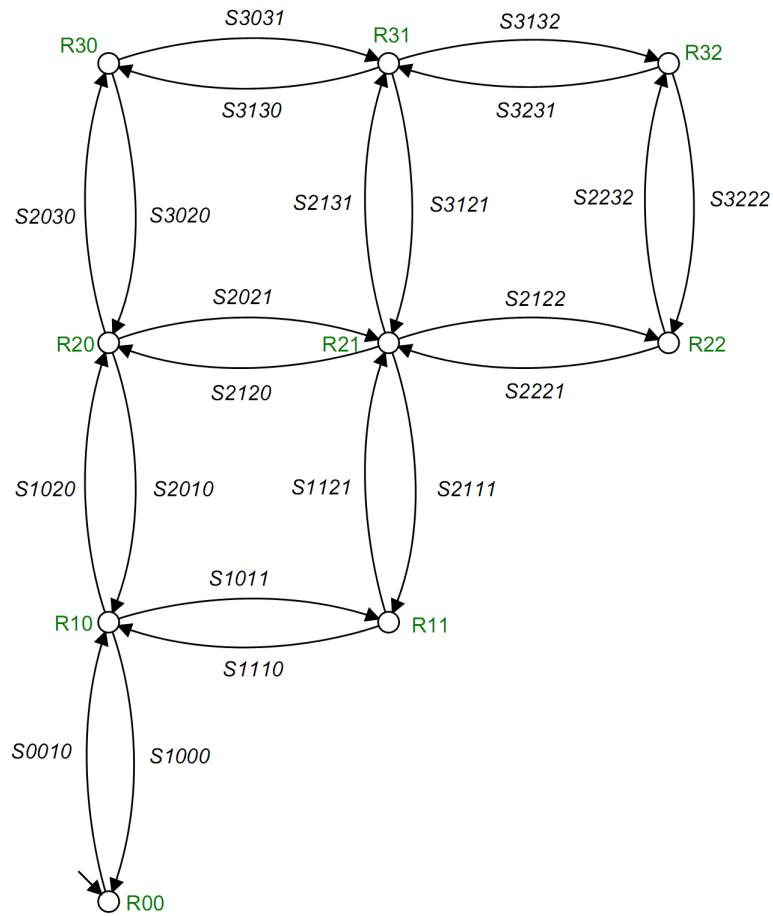 S3031
R30 R31 S3132 R32
S3130 S3231
S2030 S3020 S2131 S3121 S2232 S3222
S2021 S2122
R20 R21 R22
S2120 S2221
S1020 S2010 S1121 S2111
S1011
R10 R11
S1110
S0010 S1000
R00